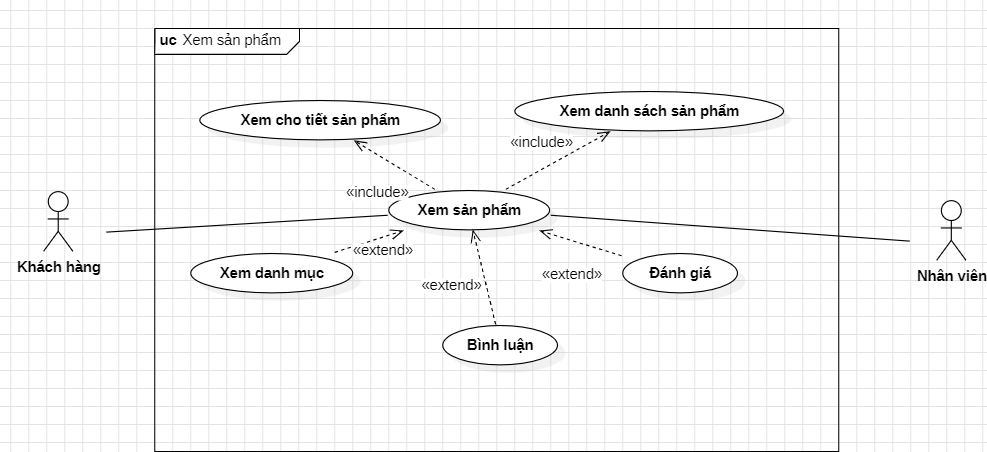 uc Xem sản phẩm
Xem cho tiết sản phẩm
Xem danh sách sản phẩm
«include»
«include»
Xem sản phẩm
Khách hàng
Nhân viên
«extend»
«extend»
«extend»
Xem danh mục
Đánh giá
Bình luận